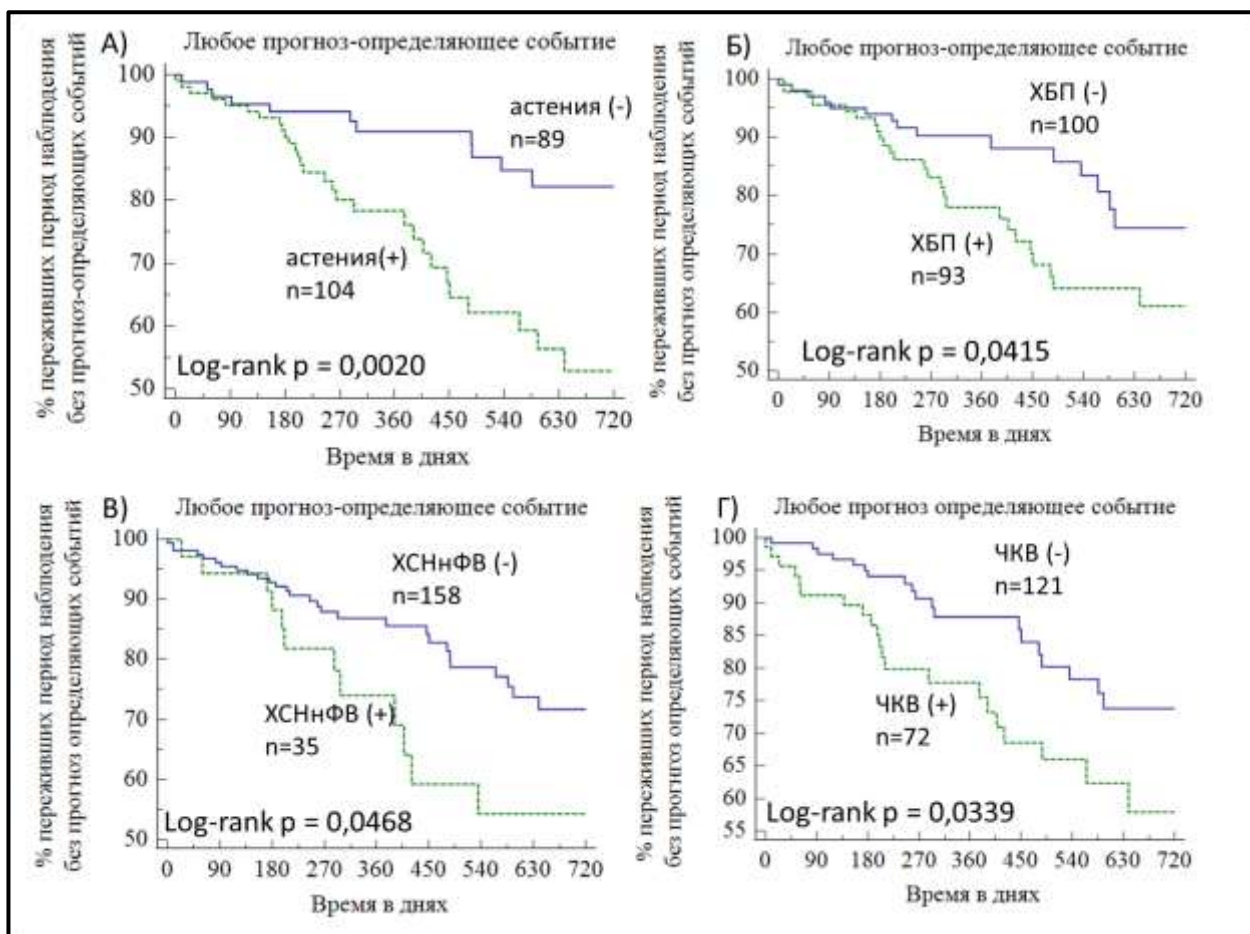 А)
Любое прогноз-определяющее событие
% переживших период наблюдения
без прогноз-определяющих событий
100
90
80
70
60
50
астения (-)
n=89
астения(+)
n=104
Log-rank p = 0,0020
0 90 180 270 360 450 540 630 720
Время в днях
Б)
Любое прогноз-определяющее событие
% переживших период наблюдения
без прогноз определяющих событий
100
90
80
70
60
50
ХБП (-)
n=100
ХБП (+)
n=93
Log-rank p = 0,0415
0 90 180 270 360 450 540 630 720
Время в днях
В)
Любое прогноз-определяющее событие
% переживших период наблюдения
без прогноз определяющих событий
100
90
80
70
60
50
ХСНнФВ (-)
n=158
ХСНнФВ (+)
n=35
Log-rank p = 0,0468
0 90 180 270 360 450 540 630 720
Время в днях
Г)
Любое прогноз определяющее событие
% переживших период наблюдения
без прогнгоз определяющих событий
100
95
90
85
80
75
70
65
60
55
ЧКВ (-)
n=121
ЧКВ (+)
n=72
Log-rank p = 0,0339
0 90 180 270 360 450 540 630 720
Время в днях